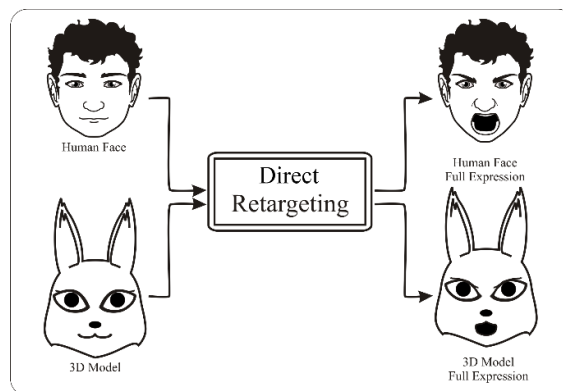 Human Face
Direct
Retargeting
Human Face
Full Expression
3D Model
3D Model
Full Expression